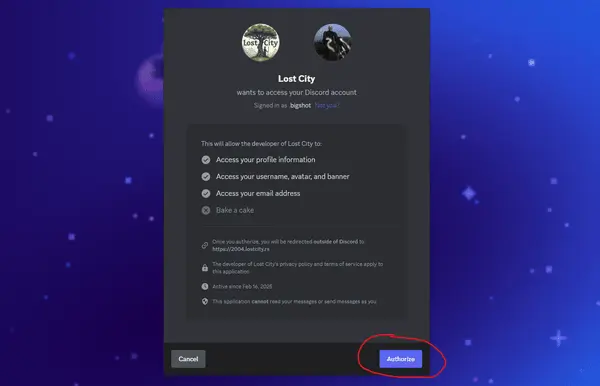 Lost City
Lost City
wants to access your Discord account
Signed in as .bigshot Not you?
This will allow the developer of Lost City to:
Access your profile information
Access your username, avatar, and banner
Access your email address
Bake a cake
Once you authorize, you will be redirected outside of Discord to:
https://2004.lostcity.rs
The developer of Lost City's privacy policy and terms of service apply to
this application.
Active since Feb 16, 2025
This application cannot read your messages or send messages as you.
Cancel
Authorize